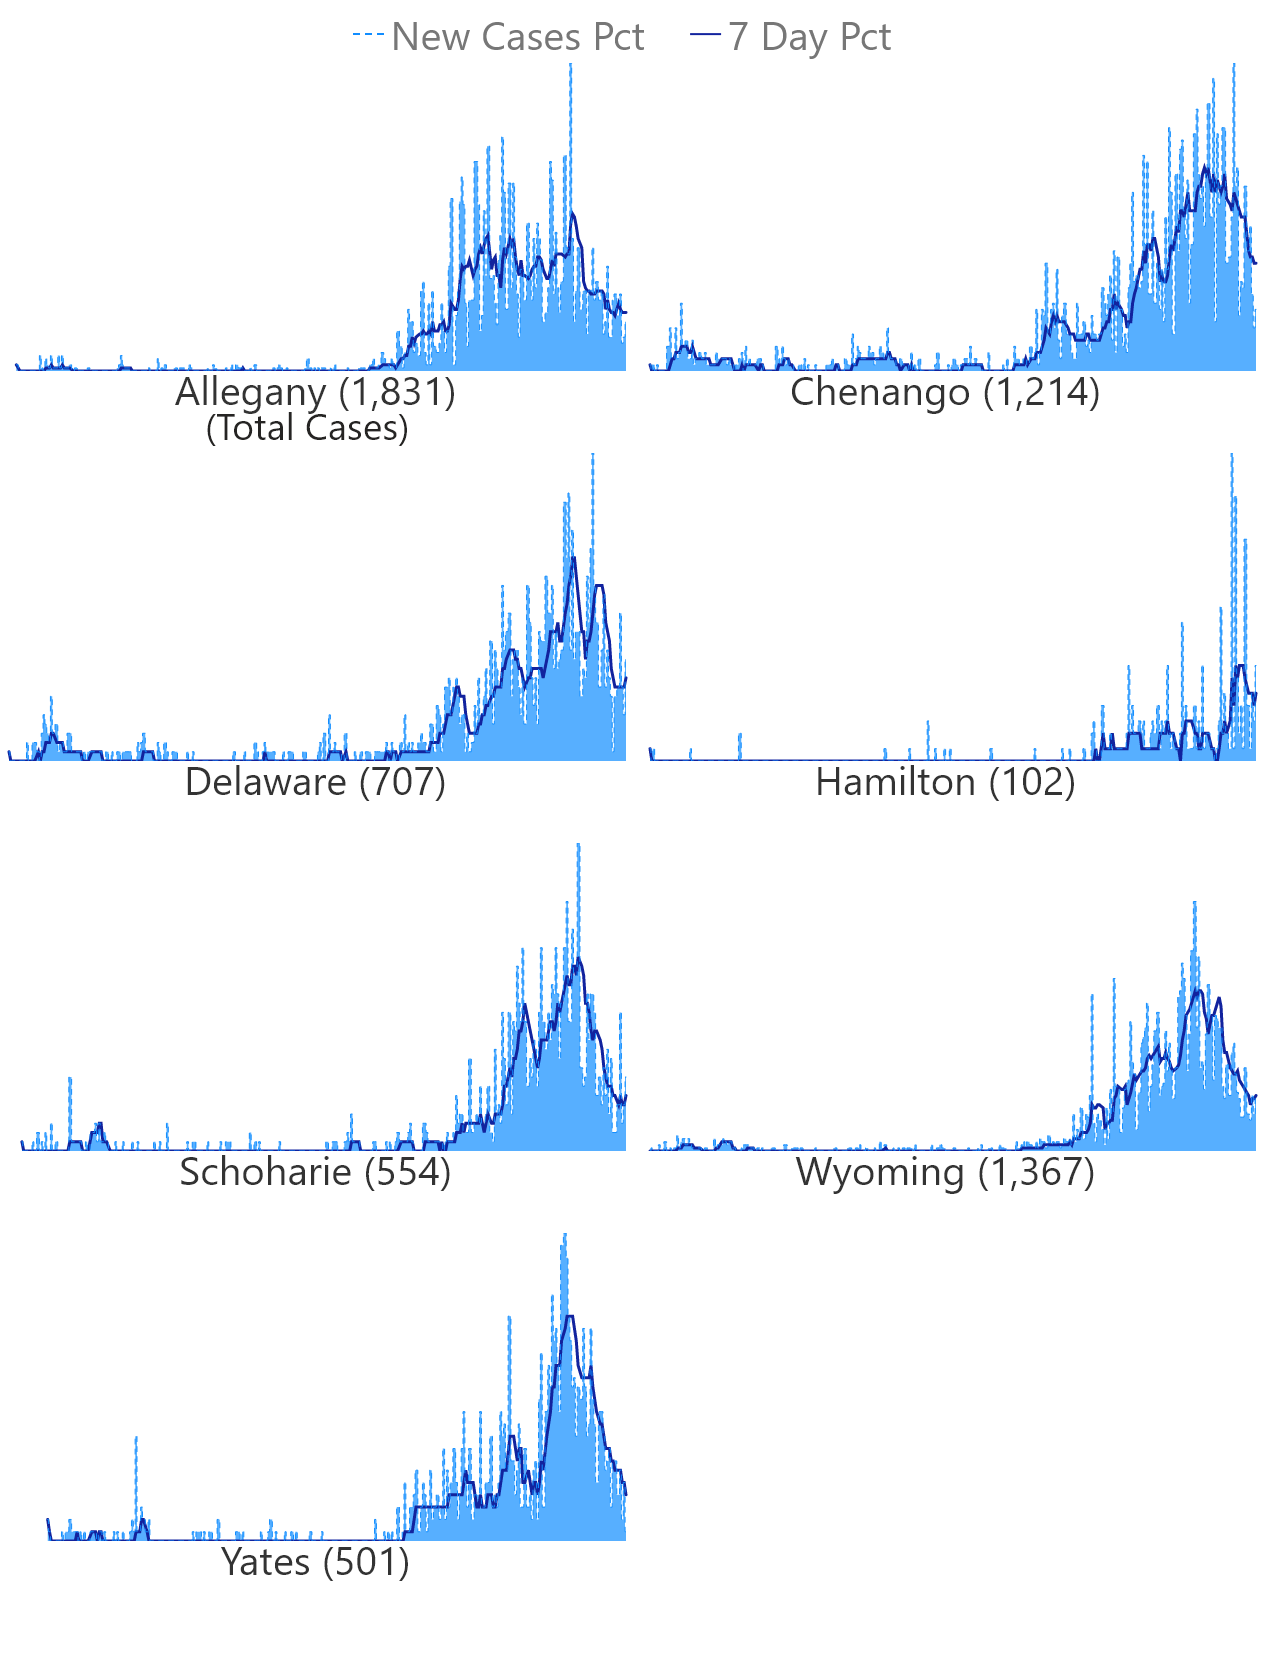 New Cases Pct 7 Day Pct
Allegany (1,831)
(Total Cases)
Chenango (1,214)
Delaware (707)
Hamilton (102)
Schoharie (554)
Wyoming (1,367)
Yates (501)